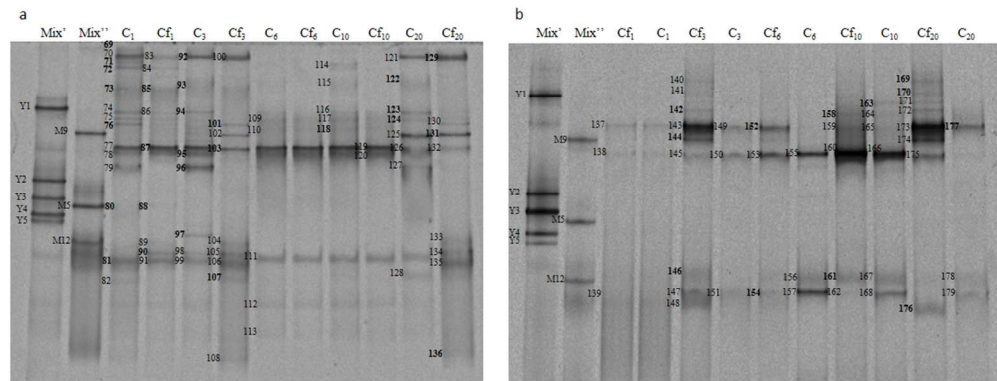 a
Mix' Mix'' C1 Cf1 C3 Cf3 C6 Cf6 C10 Cf10 C20 Cf20
69
70 83 92 100 121 129
71 114
72 84
122
73 85 93 115
Y1 74 86 94 116 123
75 109 117 124 130
76 101
M9 102 110 118 125 131
77 87 103 119 126 132
78 95 120
79 96 127
Y2
Y3
M5 80 88
Y4
Y5
97 133
M12 89 104
90 98 105 111 134
81 91 99 106 135
82 107 128
112
113
108 136
b
Mix' Mix'' Cf1 C1 Cf3 C3 Cf6 C6 Cf10 C10 Cf20 C20
140 169
Y1 141 170
163 171
142 158 164 172
137 143 149 152 159 165 173 177
M9 144 174
138 145 150 153 155 160 166 175
Y2
Y3
M5
Y4
Y5
146
M12 156 161 167 178
139 147 151 154 157 162 168 179
148 176